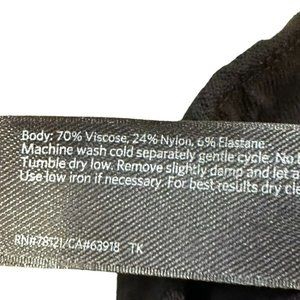 Body: 70% Viscose, 24% Nylon, 6% Elastane
Machine wash cold separately gentle cycle. No
Tumble dry low. Remove slightly damp and let a
Use low iron if necessary. For best results dry cle
RN#78121/CA#63918 TK